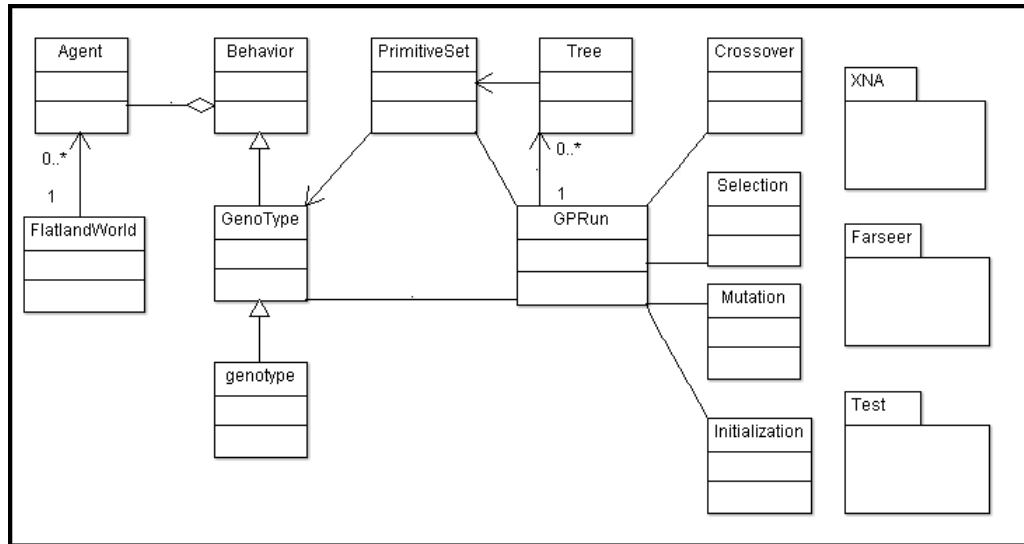 Agent
Behavior
PrimitiveSet
Tree
Crossover
XNA
0..*
0..*
1
1
Selection
FlatlandWorld
GenoType
GPRun
Farseer
Mutation
genotype
Test
Initialization